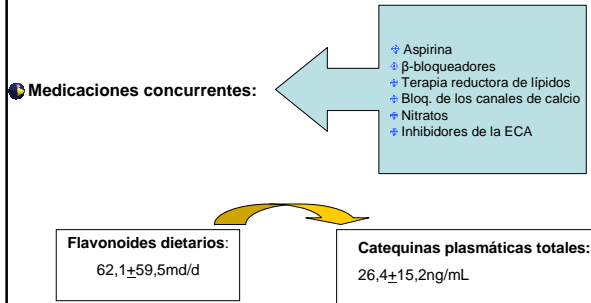 Aspirina
β-bloqueadores
Terapia reductora de lípidos
Bloq. de los canales de calcio
Nitratos
Inhibidores de la ECA
Medicaciones concurrentes:
Flavonoides dietarios:
62,1+59,5md/d
Catequinas plasmáticas totales:
26,4+15,2ng/mL